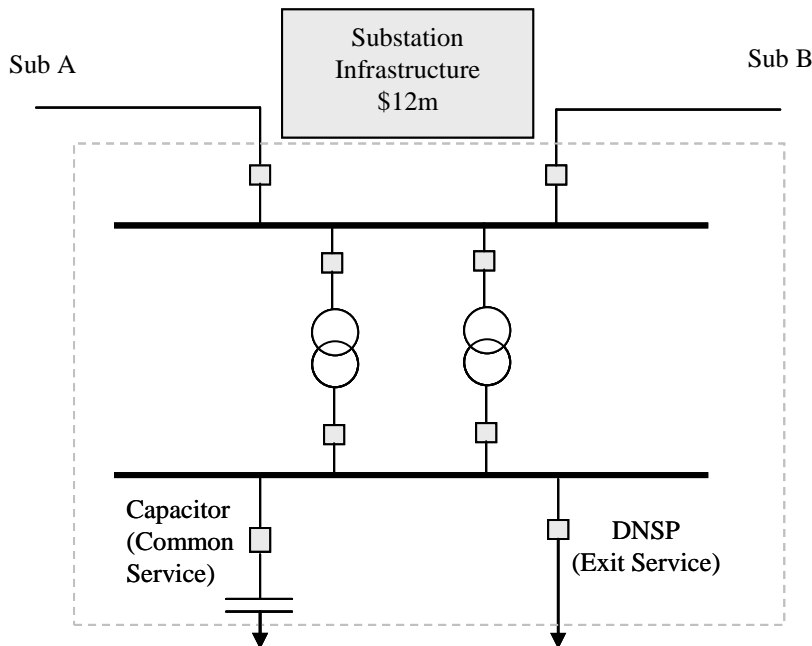 Substation
Infrastructure
$12m
Sub A
Sub B
Capacitor
(Common
Service)
DNSP
(Exit Service)